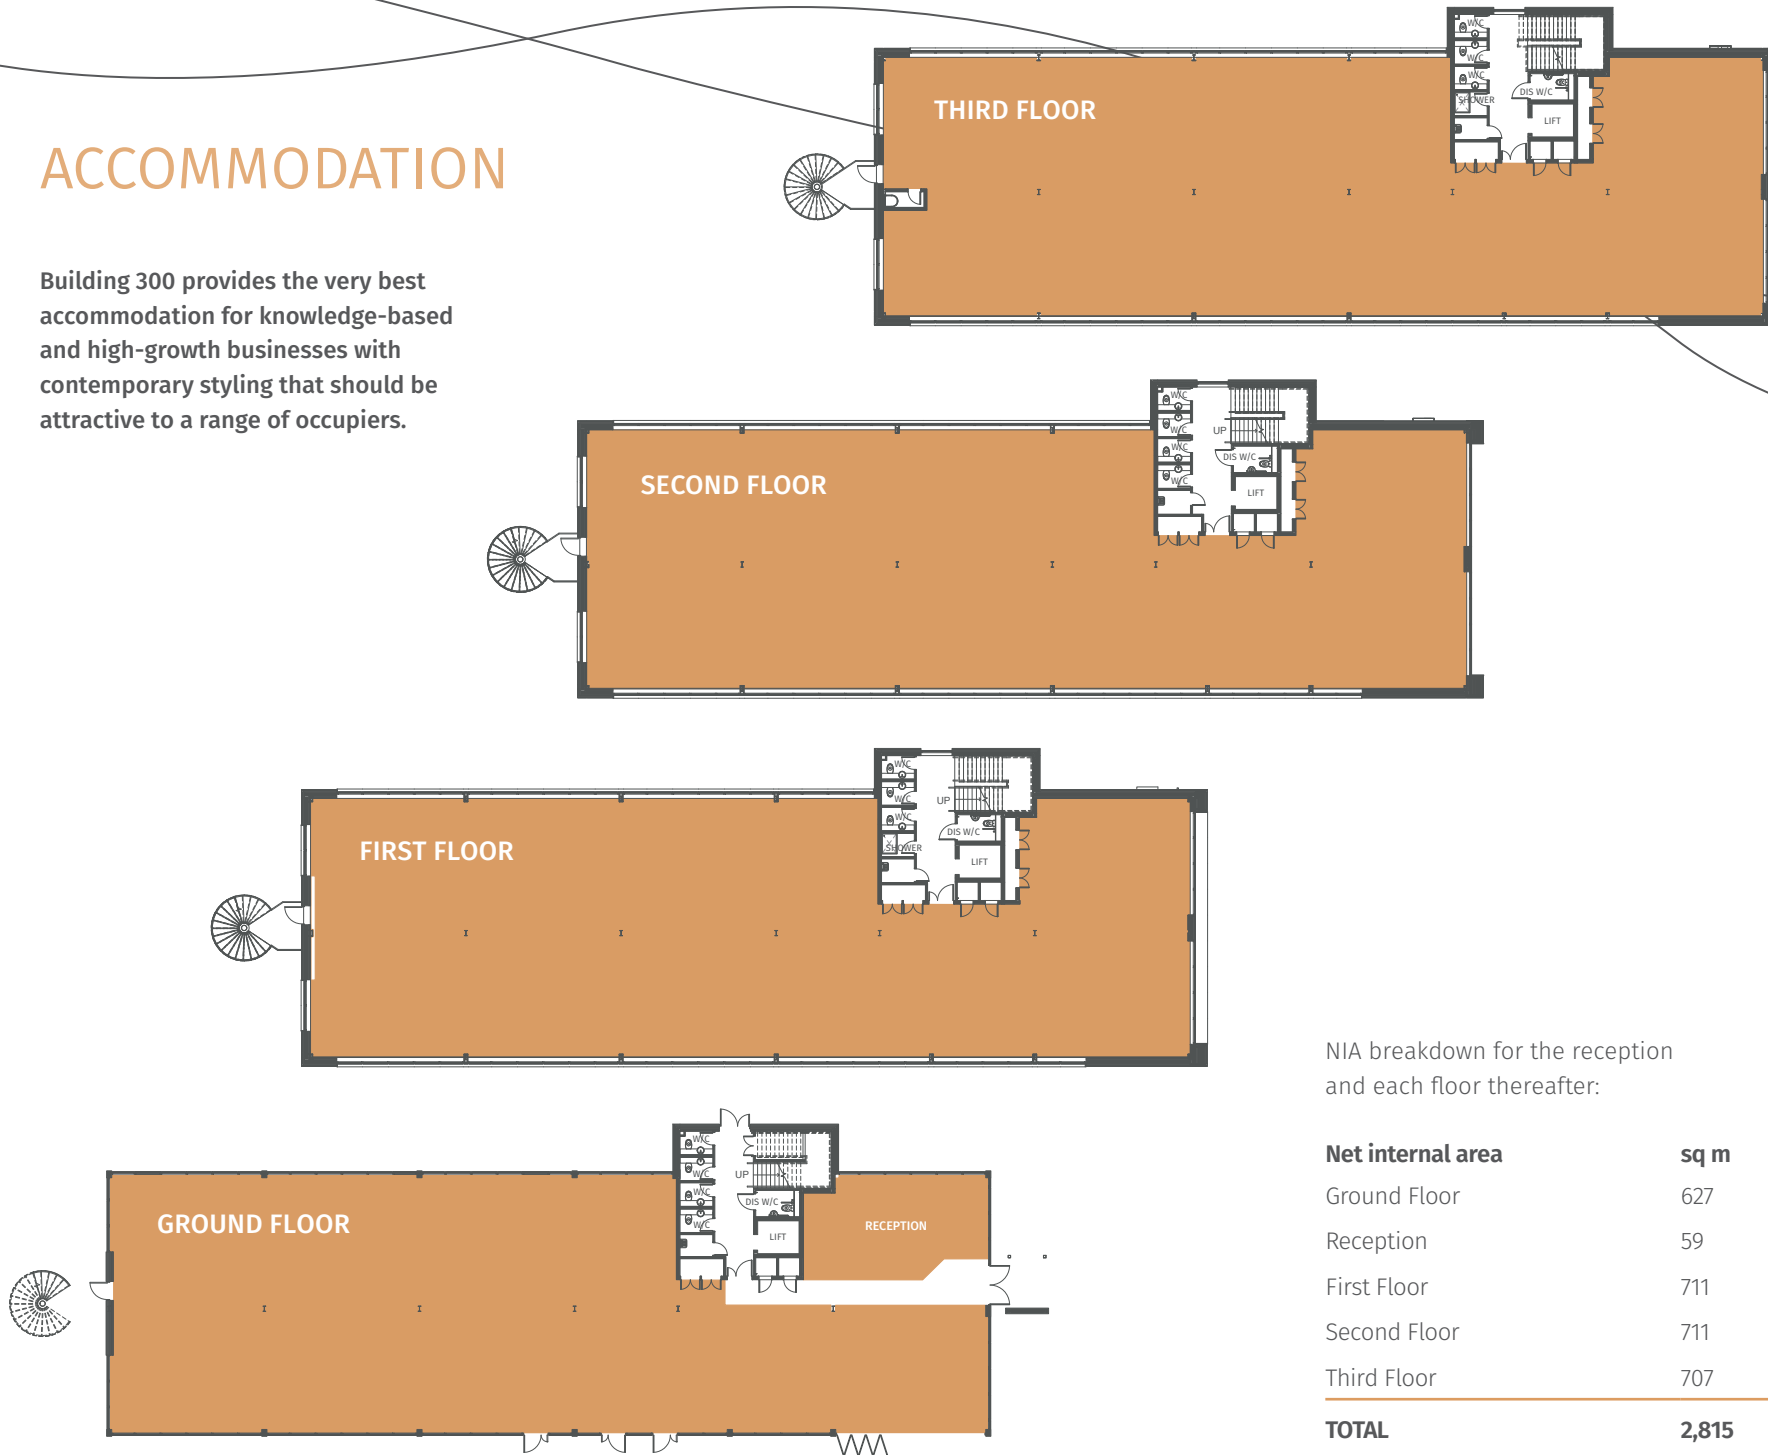 ACCOMMODATION
Building 300 provides the very best
accommodation for knowledge-based
and high-growth businesses with
contemporary styling that should be
attractive to a range of occupiers.
THIRD FLOOR
W/C
W/C
W/C
SHOWER
DIS W/C
LIFT
SECOND FLOOR
W/C
W/C
W/C
W/C
UP
DIS W/C
LIFT
FIRST FLOOR
W/C
W/C
W/C
SHOWER
UP
DIS W/C
LIFT
GROUND FLOOR
W/C
W/C
W/C
W/C
UP
DIS W/C
LIFT
RECEPTION
NIA breakdown for the reception
and each floor thereafter:
Net internal area sq m
Ground Floor 627
Reception 59
First Floor 711
Second Floor 711
Third Floor 707
TOTAL 2,815